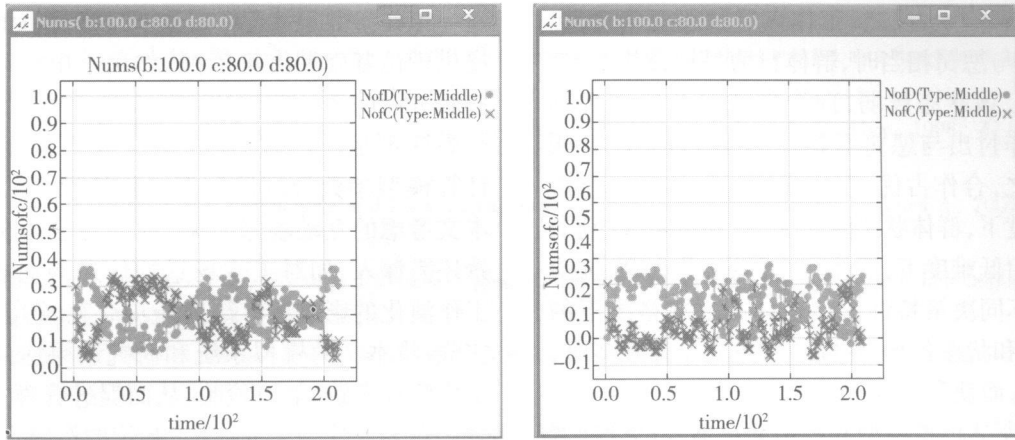 Nums( b:100.0 c:80.0 d:80.0)
Nums(b:100.0 c:80.0 d:80.0)
NofD(Type:Middle)
NofC(Type:Middle)
Numsofc/10²
1.0
0.9
0.8
0.7
0.6
0.5
0.4
0.3
0.2
0.1
0.0
0.0 0.5 1.0 1.5 2.0
time/10²
Nums( b:100.0 c:80.0 d:80.0)
NofD(Type:Middle)
NofC(Type:Middle)
Numsofc/10²
1.0
0.9
0.8
0.7
0.6
0.5
0.4
0.3
0.2
0.1
0.0
−0.1
0.0 0.5 1.0 1.5 2.0
time/10²